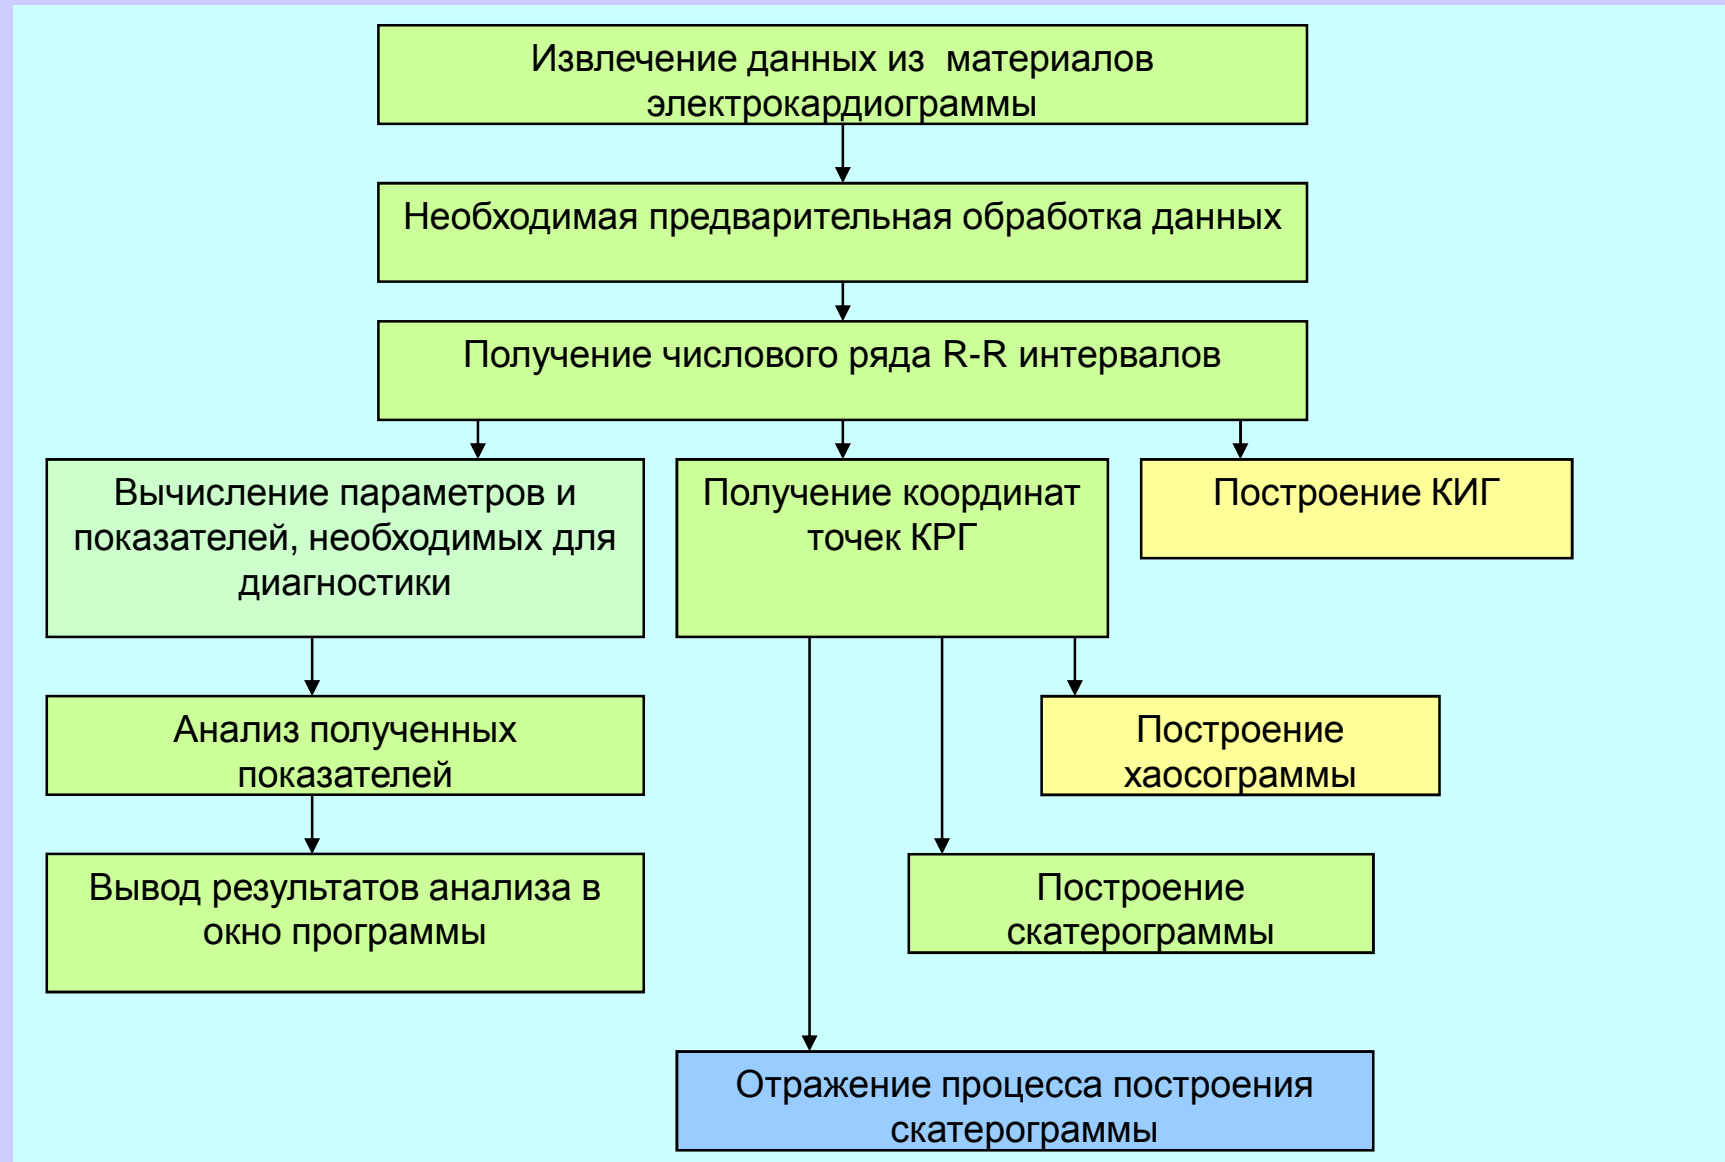 Извлечение данных из материалов
электрокардиограммы
Необходимая предварительная обработка данных
Получение числового ряда R-R интервалов
Вычисление параметров и
показателей, необходимых для
диагностики
Получение координат
точек КРГ
Построение КИГ
Анализ полученных
показателей
Построение
хаосограммы
Вывод результатов анализа в
окно программы
Построение
скатерограммы
Отражение процесса построения
скатерограммы